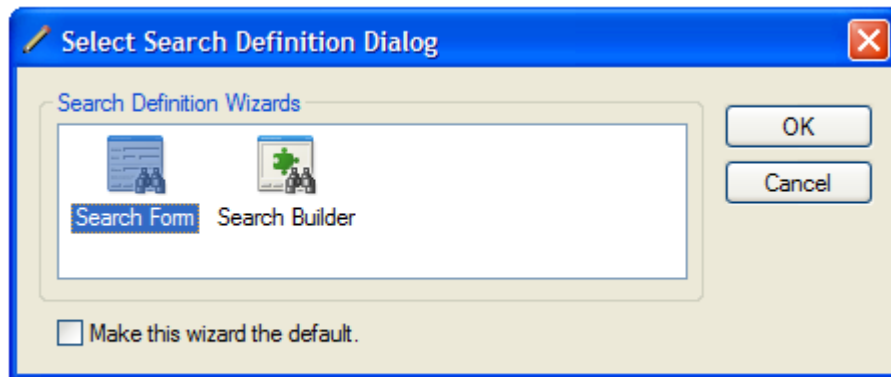 Select Search Definition Dialog
Search Definition Wizards
Search Form
Search Builder
OK
Cancel
Make this wizard the default.